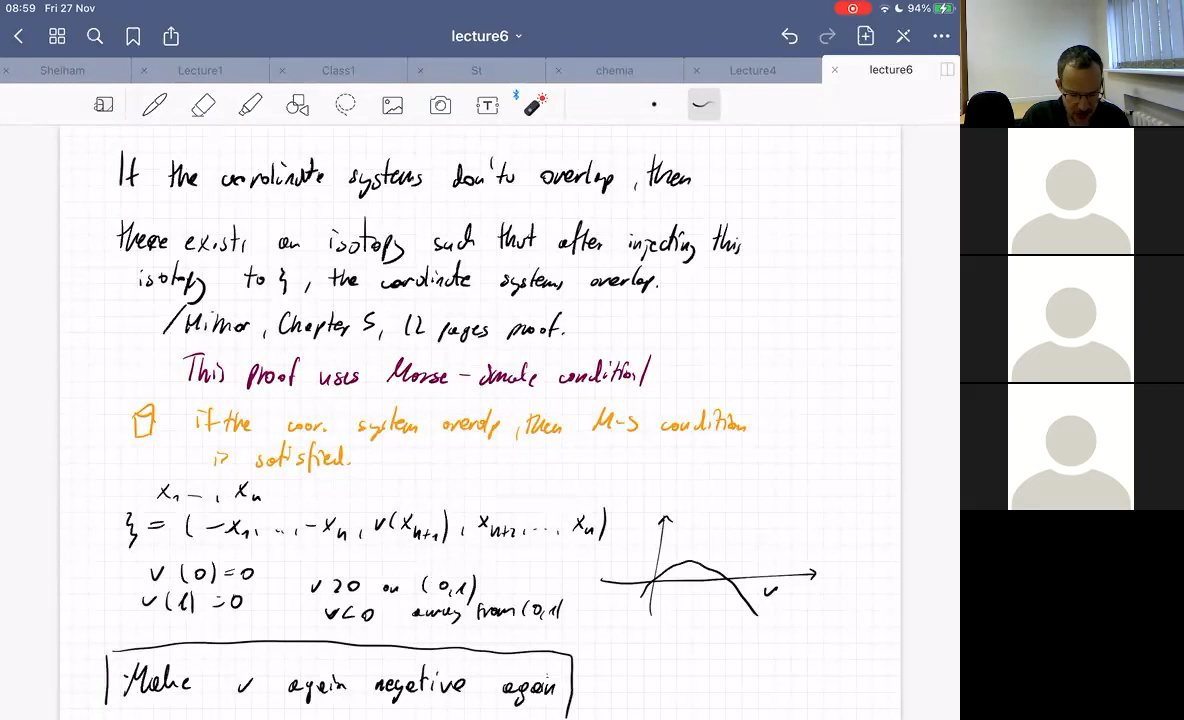 08:59 Fri 27 Nov
94%
lecture6
Shelham
Lecture1
Class1
St
chemia
Lecture4
lecture6
If the coordinate systems don't overlap, then
there exists an isotopy such that after injecting this
isotopy to ξ, the coordinate systems overlap.
/Milnor, Chapter 5, 12 pages proof.
This proof uses Morse-Smale condition/
if the coor. system overlap, then M-S condition
is satisfied.
x₁ ..., xₙ
ξ = (-x₁, ..., -xₙ, v(xₙ₊₁), xₙ₊₂, ..., xₙ)
v(0)=0
v(1)=0
v≥0 on (0,1)
v<0 away from (0,1)
v
Make v again negative again